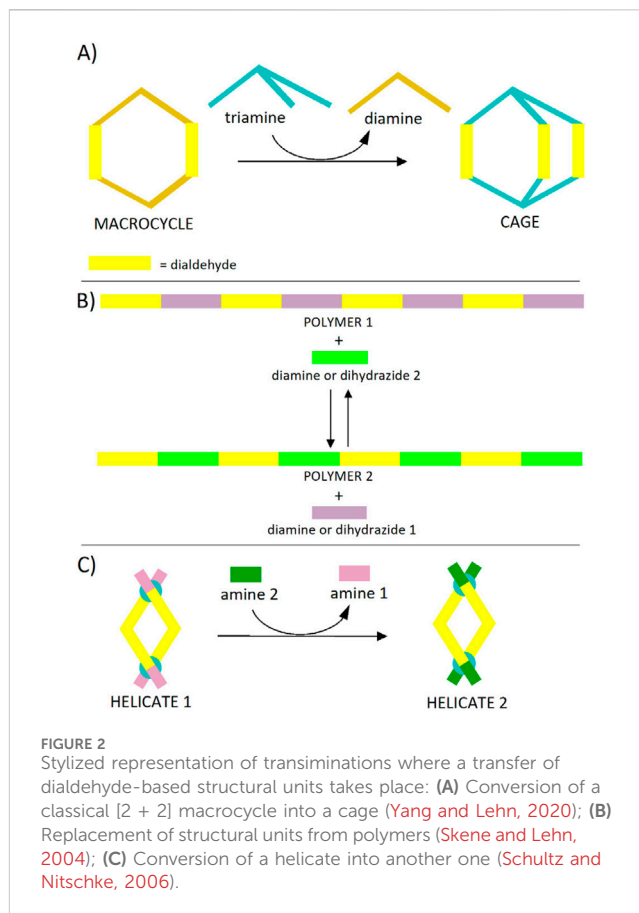 A)
triamine
diamine
MACROCYCLE
CAGE
= dialdehyde
B)
POLYMER 1
+
diamine or dihydrazide 2
POLYMER 2
+
diamine or dihydrazide 1
C)
amine 2
amine 1
HELICATE 1
HELICATE 2
FIGURE 2
Stylized representation of transiminations where a transfer of
dialdehyde-based structural units takes place: (A) Conversion of a
classical [2 + 2] macrocycle into a cage (Yang and Lehn, 2020); (B)
Replacement of structural units from polymers (Skene and Lehn,
2004); (C) Conversion of a helicate into another one (Schultz and
Nitschke, 2006).